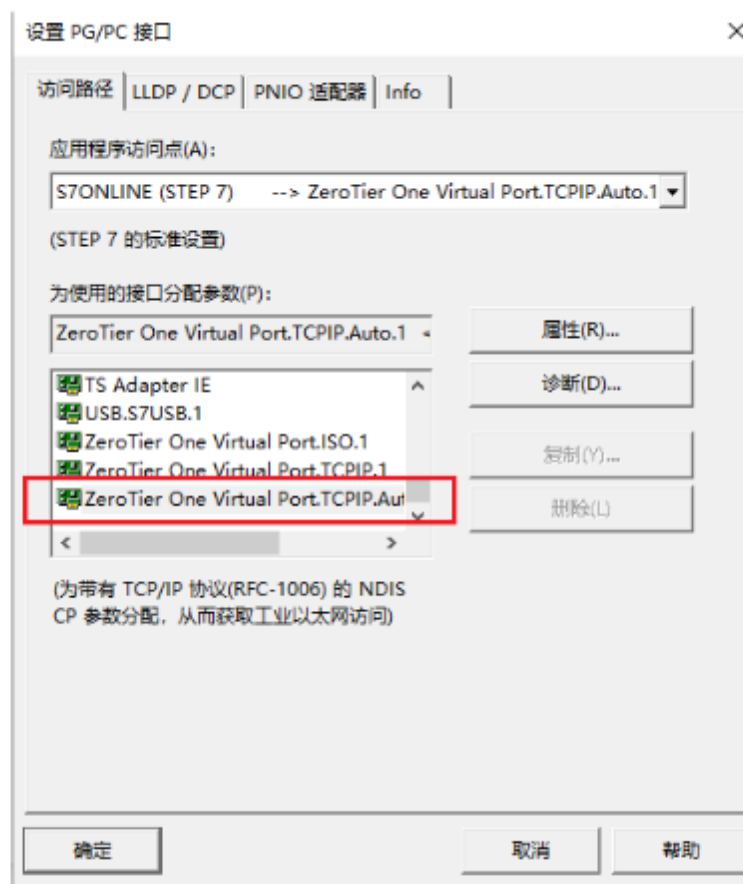 设置 PG/PC 接口
访问路径 LLDP / DCP PNIO 适配器 Info
应用程序访问点(A):
S7ONLINE (STEP 7) --> ZeroTier One Virtual Port.TCPIP.Auto.1
(STEP 7 的标准设置)
为使用的接口分配参数(P):
ZeroTier One Virtual Port.TCPIP.Auto.1
属性(R)...
TS Adapter IE
诊断(D)...
USB.S7USB.1
ZeroTier One Virtual Port.ISO.1
复制(Y)...
ZeroTier One Virtual Port.TCPIP.1
ZeroTier One Virtual Port.TCPIP.Aut
删除(L)
(为带有 TCP/IP 协议(RFC-1006) 的 NDIS
CP 参数分配，从而获取工业以太网访问)
确定 取消 帮助